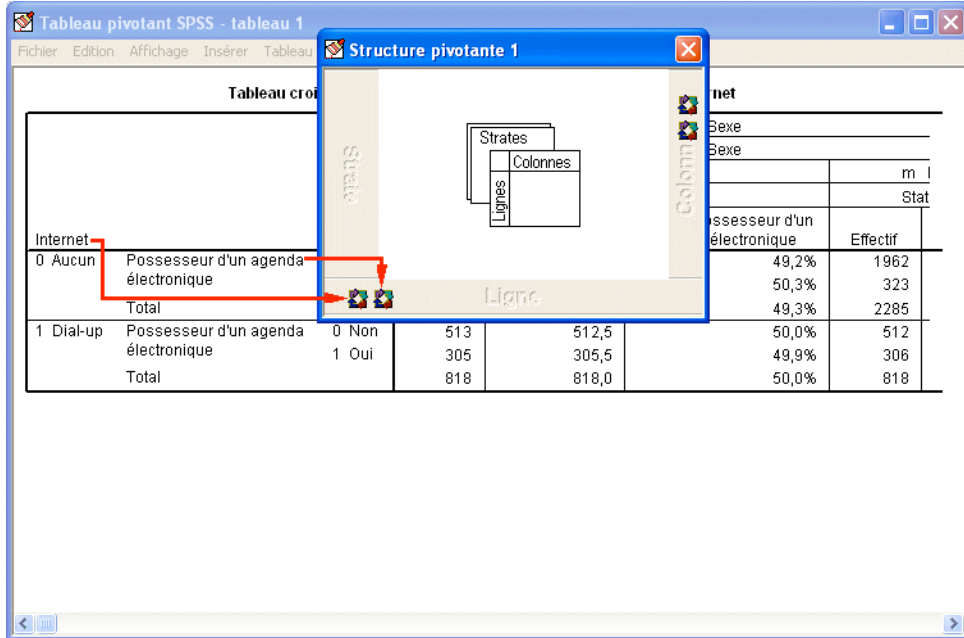 Tableau pivotant SPSS - tableau 1
Fichier Edition Affichage Insérer Tableau
Structure pivotante 1
Tableau croi
Strate
Strates
Colonnes
Lignes
Colonn
Ligne
Sexe
Sexe
m
Stat
ssesseur d'un
électronique
Effectif
Internet
0 Aucun Possesseur d'un agenda 49,2% 1962
électronique 50,3% 323
Total 49,3% 2285
1 Dial-up Possesseur d'un agenda 0 Non 513 512,5 50,0% 512
électronique 1 Oui 305 305,5 49,9% 306
Total 818 818,0 50,0% 818